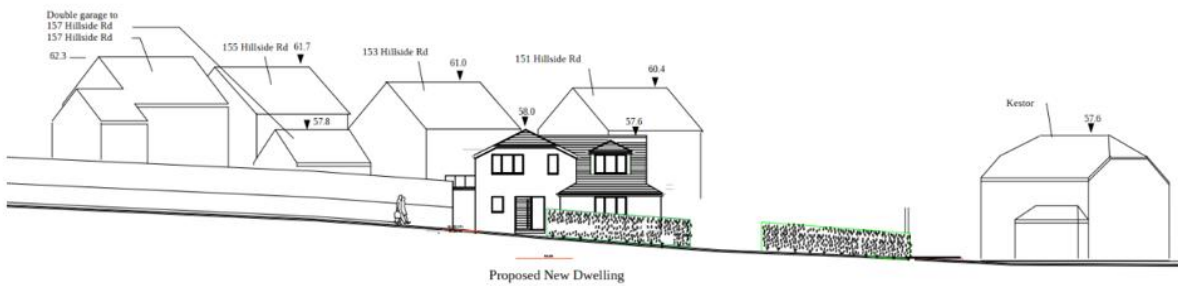 Double garage to
157 Hillside Rd
157 Hillside Rd
62.3
155 Hillside Rd
61.7
57.8
153 Hillside Rd
61.0
58.0
151 Hillside Rd
60.4
57.6
Kestor
57.6
Proposed New Dwelling